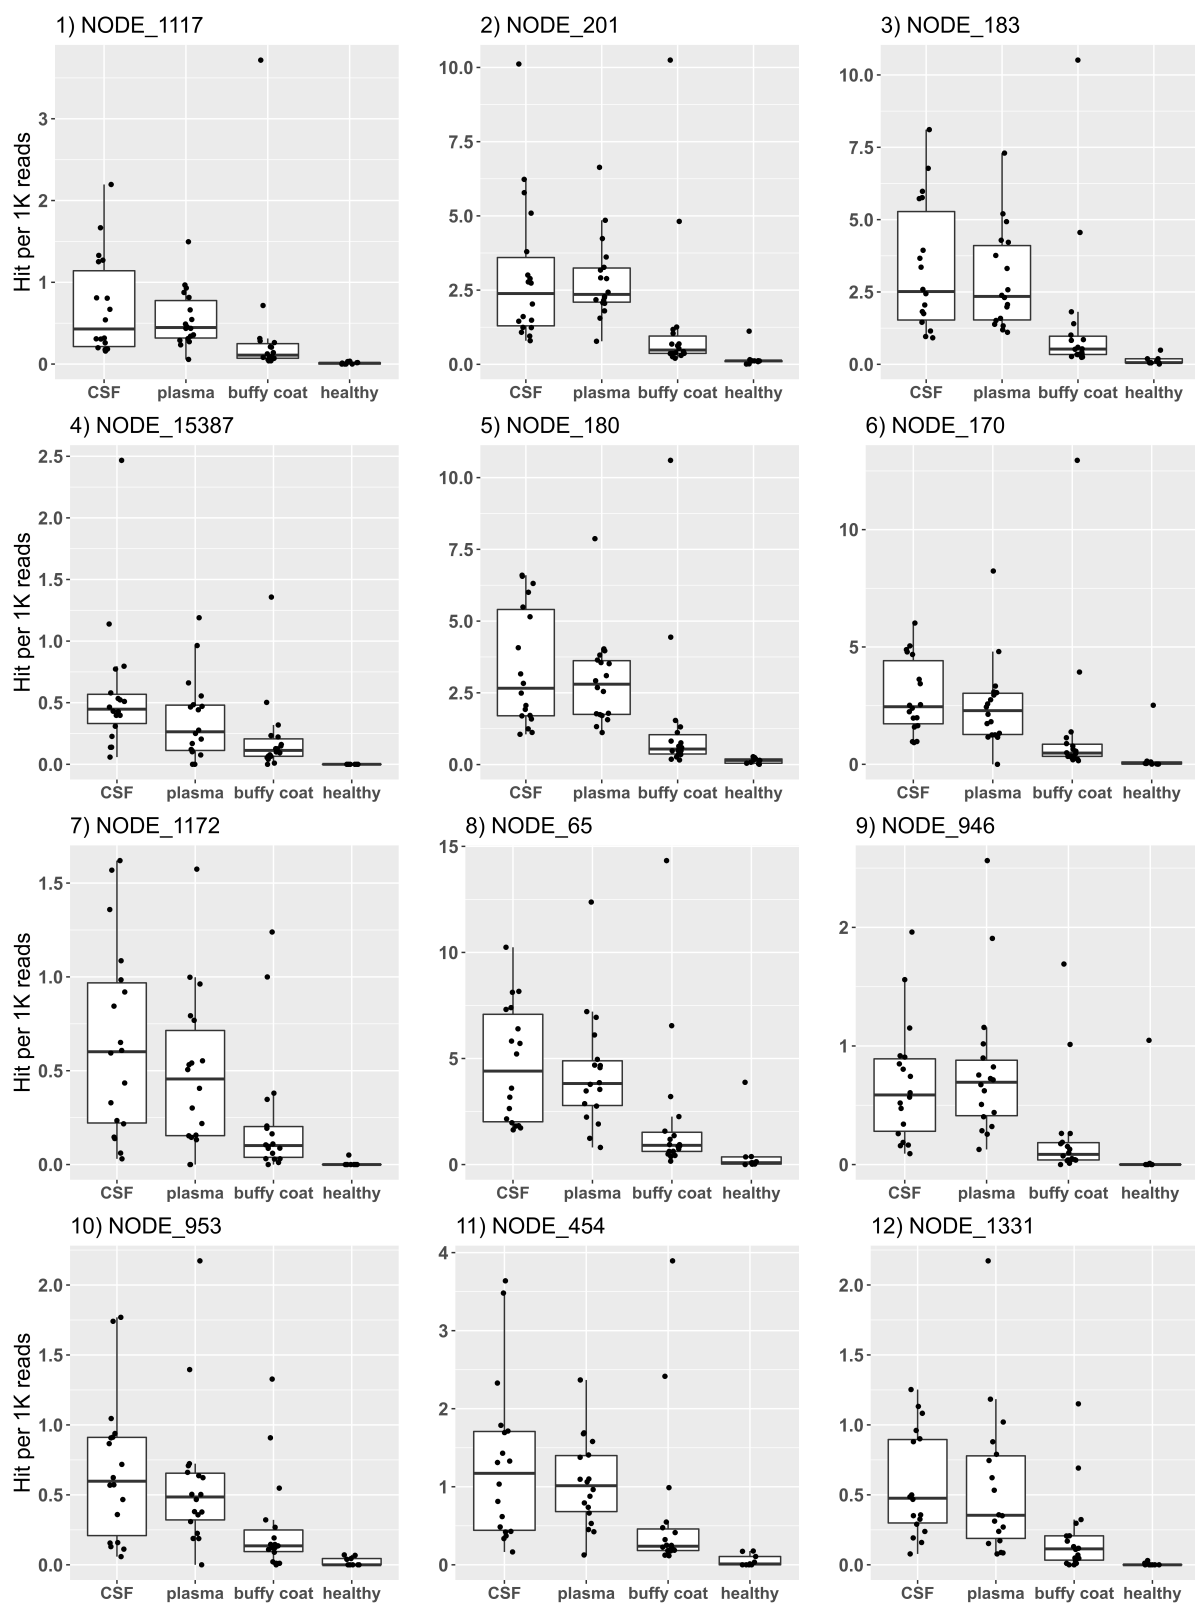 1) NODE_1117
2) NODE_201
3) NODE_183
Hit per 1K reads
3
2
1
0
10.0
7.5
5.0
2.5
0.0
10.0
7.5
5.0
2.5
0.0
CSF plasma buffy coat healthy
CSF plasma buffy coat healthy
CSF plasma buffy coat healthy
4) NODE_15387
5) NODE_180
6) NODE_170
Hit per 1K reads
2.5
2.0
1.5
1.0
0.5
0.0
10.0
7.5
5.0
2.5
0.0
10
5
0
CSF plasma buffy coat healthy
CSF plasma buffy coat healthy
CSF plasma buffy coat healthy
7) NODE_1172
8) NODE_65
9) NODE_946
Hit per 1K reads
1.5
1.0
0.5
0.0
15
10
5
0
2
1
0
CSF plasma buffy coat healthy
CSF plasma buffy coat healthy
CSF plasma buffy coat healthy
10) NODE_953
11) NODE_454
12) NODE_1331
Hit per 1K reads
2.0
1.5
1.0
0.5
0.0
4
3
2
1
0
2.0
1.5
1.0
0.5
0.0
CSF plasma buffy coat healthy
CSF plasma buffy coat healthy
CSF plasma buffy coat healthy